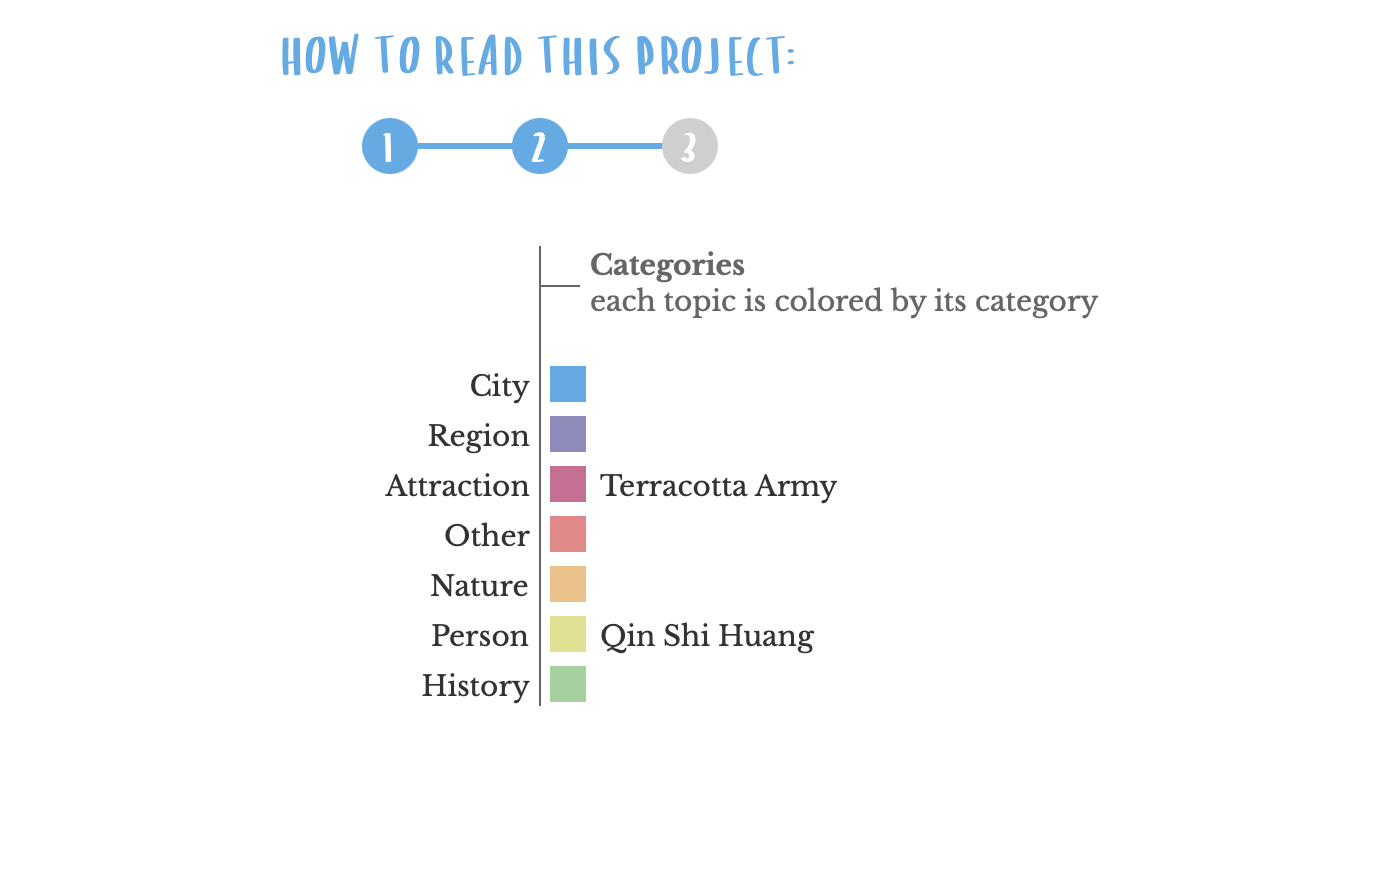 HOW TO READ THIS PROJECT:
1 2 3
Categories
each topic is colored by its category
City
Region
Attraction Terracotta Army
Other
Nature
Person Qin Shi Huang
History